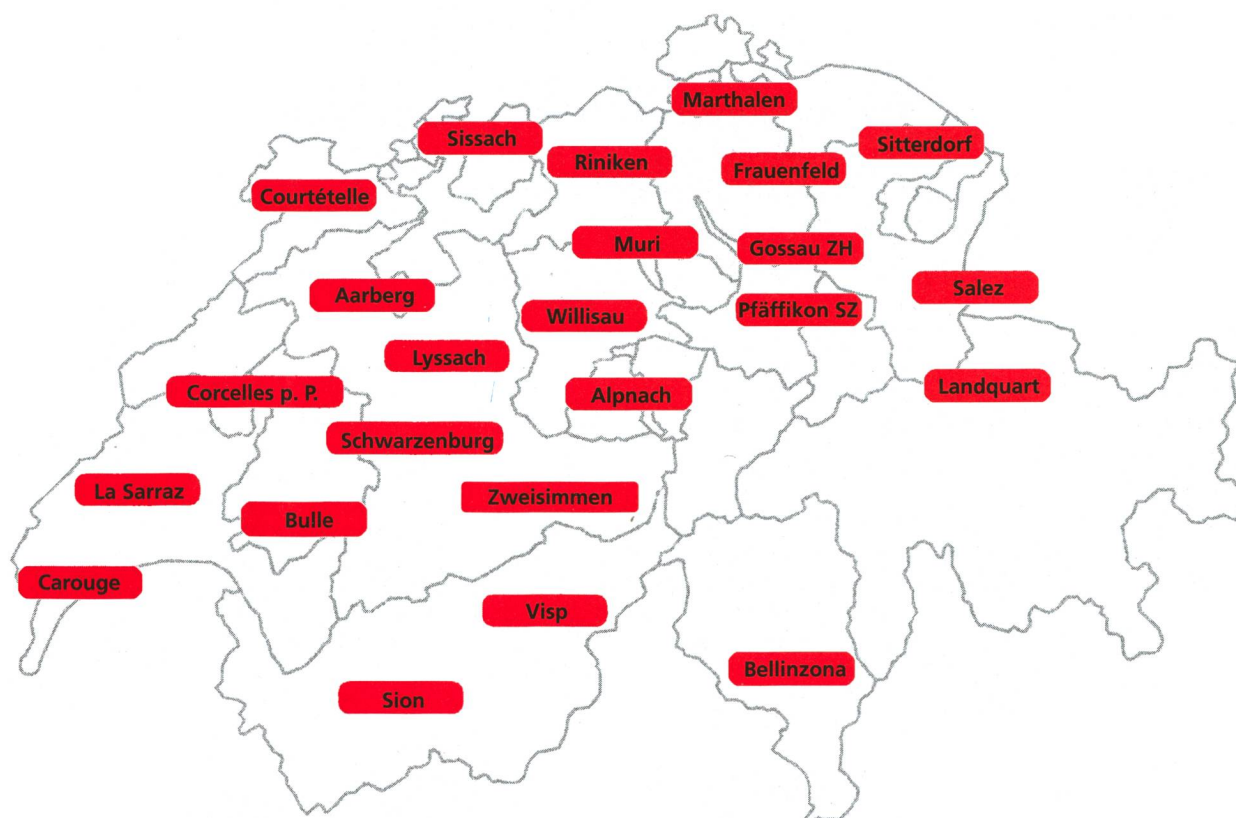 Marthalen
Sissach
Sitterdorf
Riniken
Frauenfeld
Courtételle
Muri
Gossau ZH
Aarberg
Salez
Willisau
Pfäffikon SZ
Lyssach
Landquart
Corcelles p. P.
Alpnach
Schwarzenburg
La Sarraz
Zweisimmen
Bulle
Carouge
Visp
Bellinzona
Sion